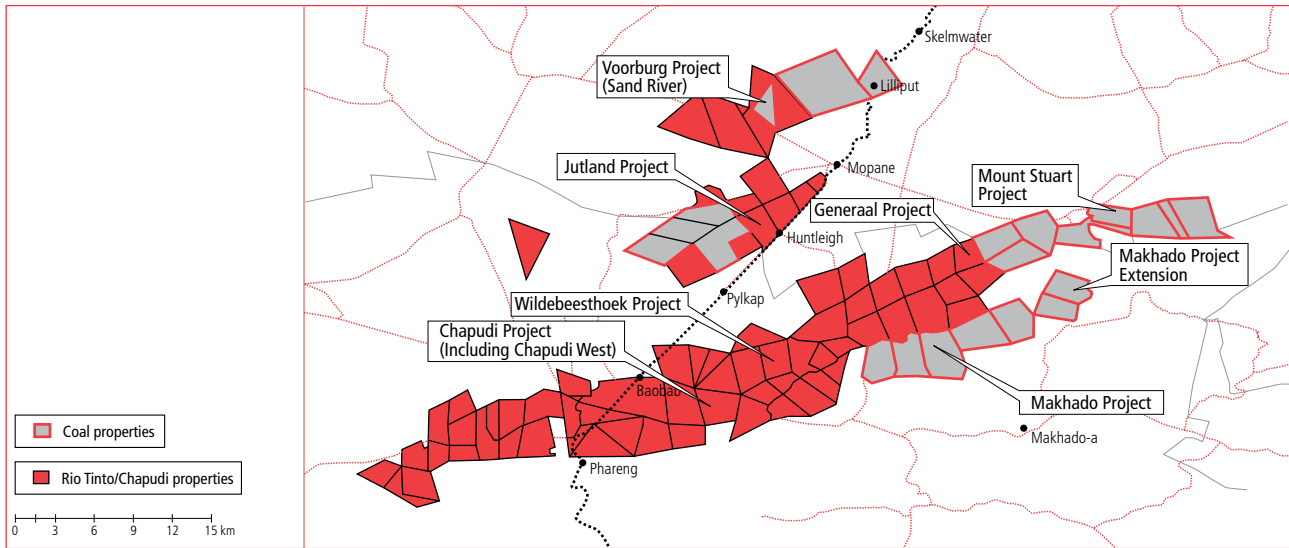 Skelmwater
Voorburg Project
(Sand River)
Lilliput
Mopane
Jutland Project
Mount Stuart
Project
Generaal Project
Huntleigh
Makhado Project
Extension
Pylkap
Wildebeesthoek Project
Chapudi Project
(Including Chapudi West)
Baobab
Makhado Project
Makhado-a
Phareng
Coal properties
Rio Tinto/Chapudi properties
0 3 6 9 12 15 km